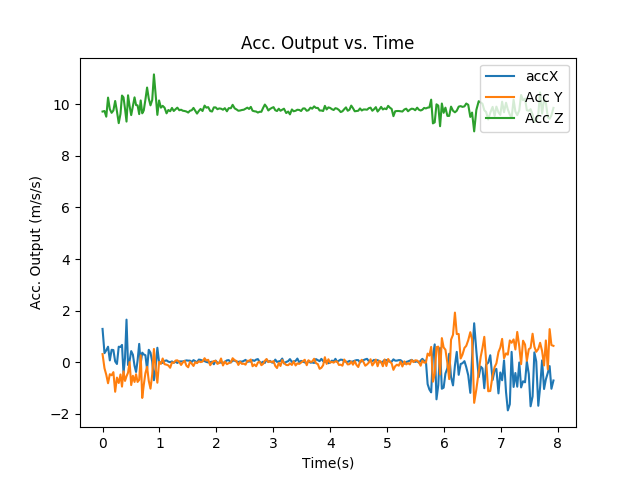 Acc. Output vs. Time
accX
Acc Y
Acc Z
Acc. Output (m/s/s)
10
8
6
4
2
0
−2
0 1 2 3 4 5 6 7 8
Time(s)